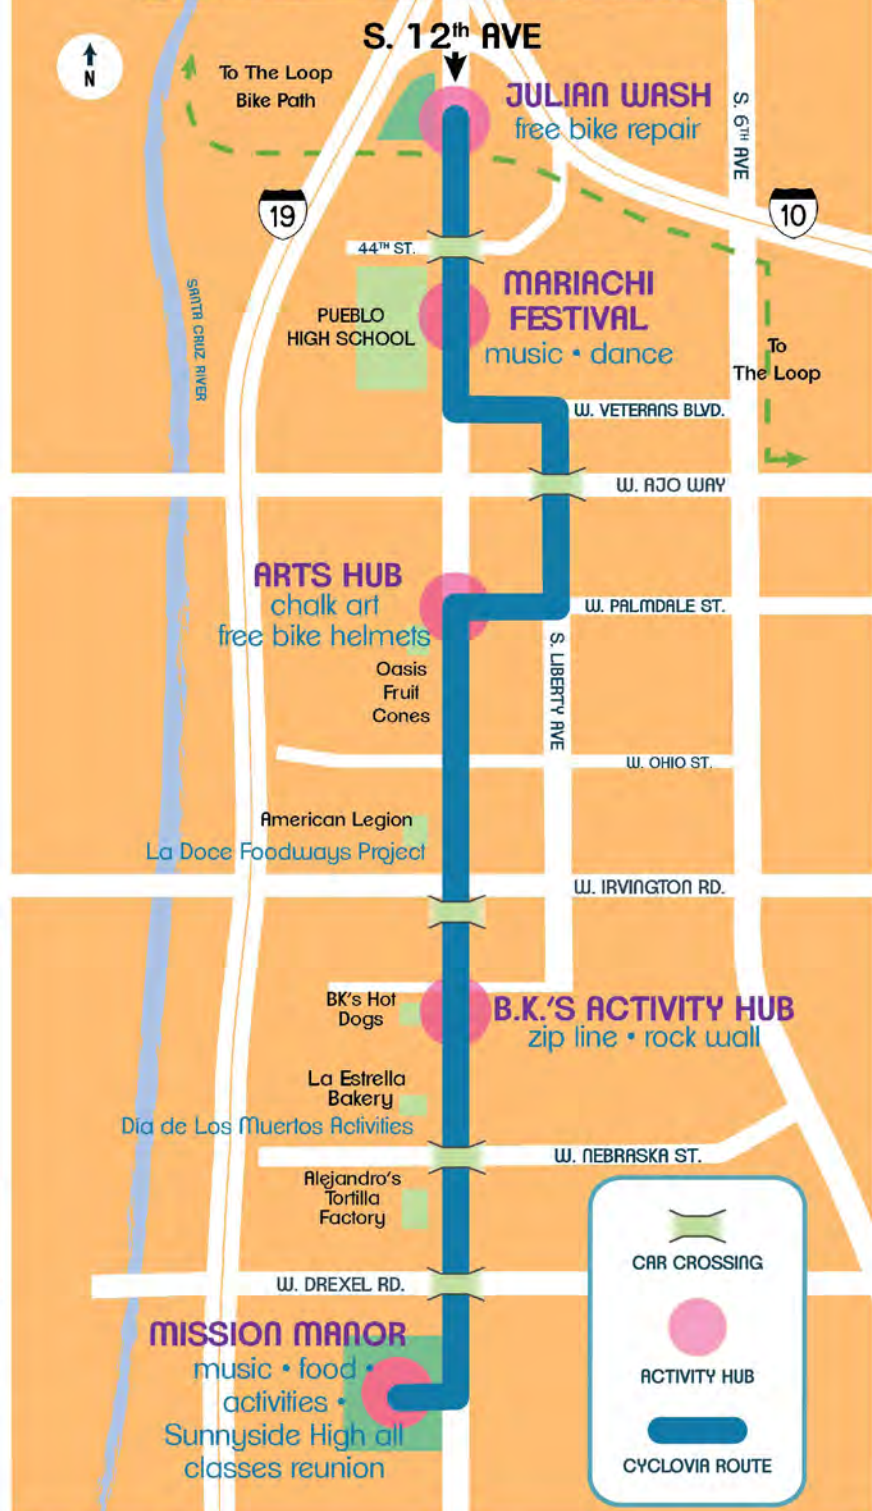 S. 12th AVE
N
To The Loop
Bike Path
JULIAN WASH
free bike repair
S. 6TH AVE
19
10
44TH ST.
SANTA CRUZ RIVER
MARIACHI
FESTIVAL
music • dance
PUEBLO
HIGH SCHOOL
To
The Loop
W. VETERANS BLVD.
W. AJO WAY
ARTS HUB
chalk art
free bike helmets
W. PALMDALE ST.
Oasis
Fruit
Cones
S. LIBERTY AVE
W. OHIO ST.
American Legion
La Doce Foodways Project
W. IRVINGTON RD.
BK's Hot
Dogs
B.K.'S ACTIVITY HUB
zip line • rock wall
La Estrella
Bakery
Día de Los Muertos Activities
W. NEBRASKA ST.
Alejandro's
Tortilla
Factory
W. DREXEL RD.
MISSION MANOR
music • food •
activities •
Sunnyside High all
classes reunion
CAR CROSSING
ACTIVITY HUB
CYCLOVIA ROUTE